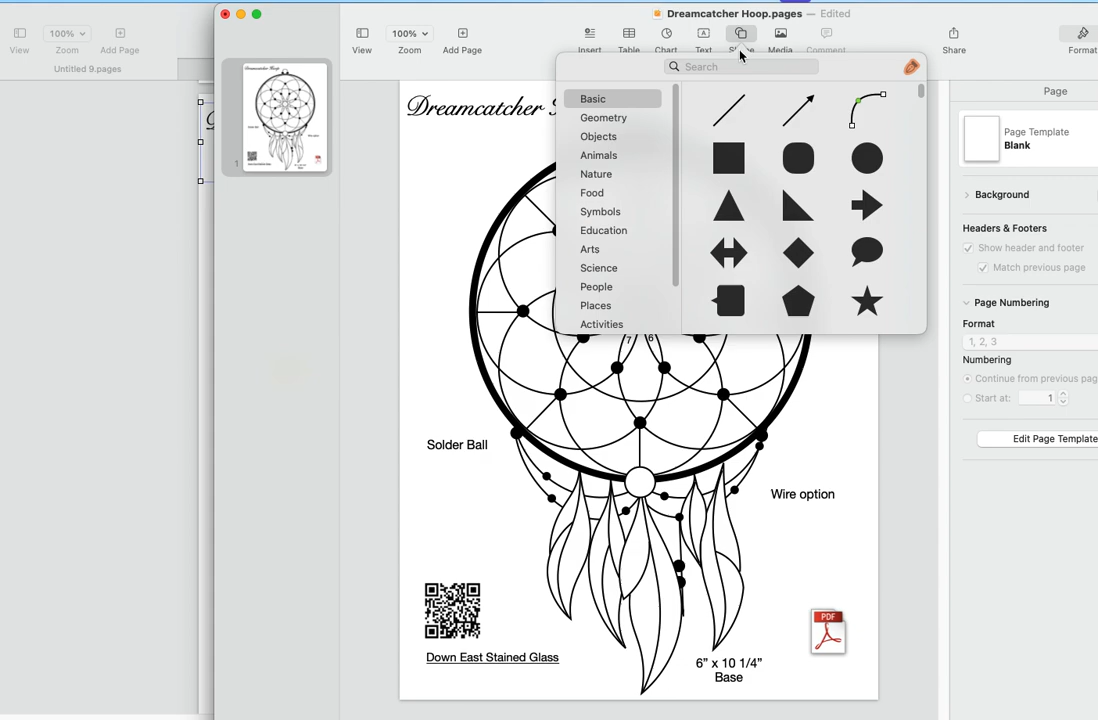 Dreamcatcher Hoop.pages — Edited
View
100%
Zoom
Add Page
Untitled 9.pages
View
100%
Zoom
Add Page
Insert
Table
Chart
Text
Media
Comment
Share
Format
Search
Basic
Geometry
Objects
Animals
Nature
Food
Symbols
Education
Arts
Science
People
Places
Activities
Dreamcatcher
7 6
Solder Ball
Wire option
Down East Stained Glass
6” x 10 1/4”
Base
PDF
1
Page
Page Template
Blank
Background
Headers & Footers
Show header and footer
Match previous page
Page Numbering
Format
1, 2, 3
Numbering
Continue from previous pag
Start at: 1
Edit Page Template